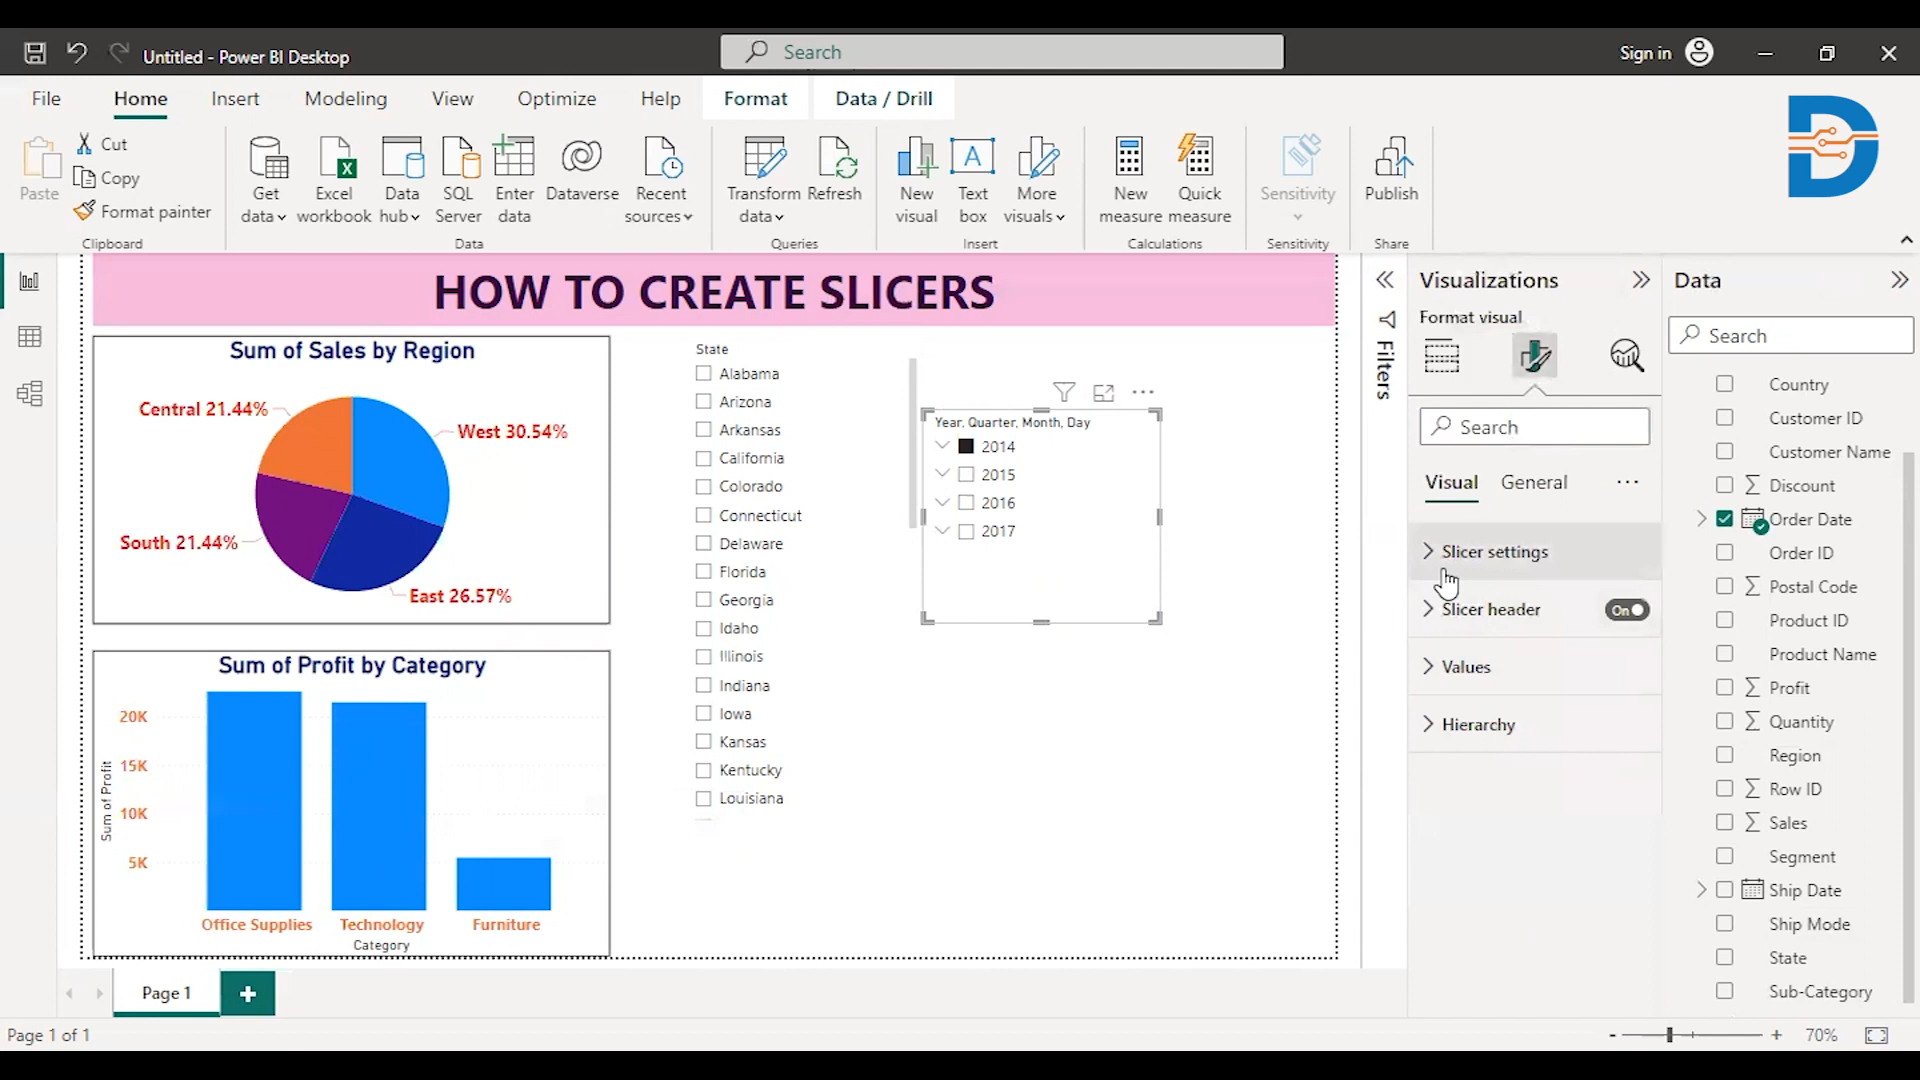 Untitled - Power BI Desktop
Search
Sign in
File
Home
Insert
Modeling
View
Optimize
Help
Format
Data / Drill
Paste
Cut
Copy
Format painter
Clipboard
Get data
Excel workbook
Data hub
SQL Server
Enter data
Dataverse
Recent sources
Data
Transform data
Refresh
Queries
New visual
Text box
More visuals
Insert
New measure
Quick measure
Calculations
Sensitivity
Sensitivity
Publish
Share
HOW TO CREATE SLICERS
Sum of Sales by Region
Central 21.44%
West 30.54%
South 21.44%
East 26.57%
Sum of Profit by Category
Sum of Profit
20K
15K
10K
5K
Office Supplies
Technology
Furniture
Category
State
Alabama
Arizona
Arkansas
California
Colorado
Connecticut
Delaware
Florida
Georgia
Idaho
Illinois
Indiana
Iowa
Kansas
Kentucky
Louisiana
Year, Quarter, Month, Day
2014
2015
2016
2017
Filters
Visualizations
Format visual
Search
Visual
General
Slicer settings
Slicer header
On
Values
Hierarchy
Data
Search
Country
Customer ID
Customer Name
Discount
Order Date
Order ID
Postal Code
Product ID
Product Name
Profit
Quantity
Region
Row ID
Sales
Segment
Ship Date
Ship Mode
State
Sub-Category
Page 1
Page 1 of 1
70%